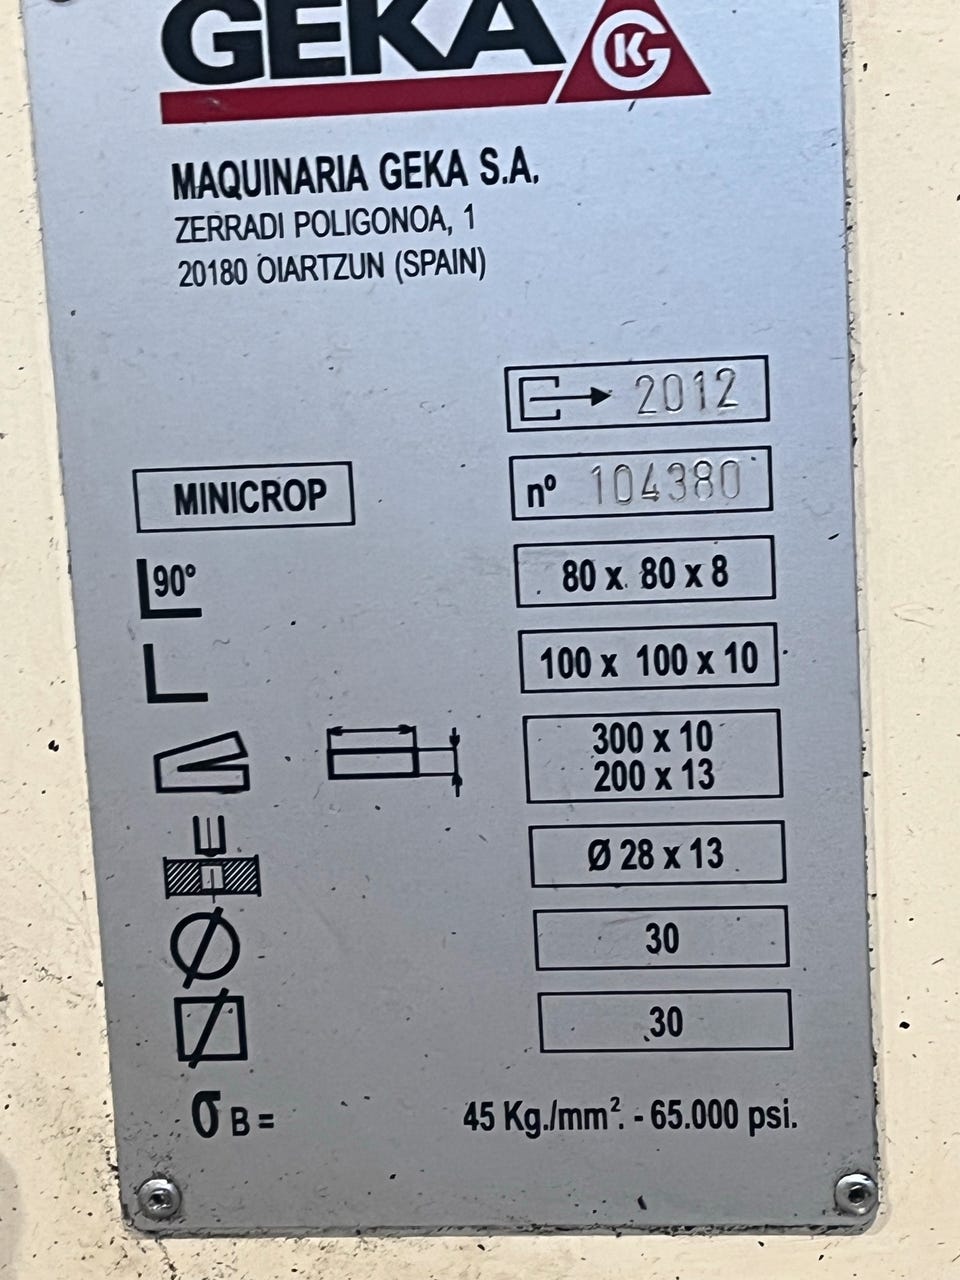 GEKA
KG
MAQUINARIA GEKA S.A.
ZERRADI POLIGONOA, 1
20180 OIARTZUN (SPAIN)
2012
MINICROP
nº 104380
90° 80 x 80 x 8
100 x 100 x 10
300 x 10
200 x 13
Ø 28 x 13
30
30
σ B = 45 Kg./mm². - 65.000 psi.